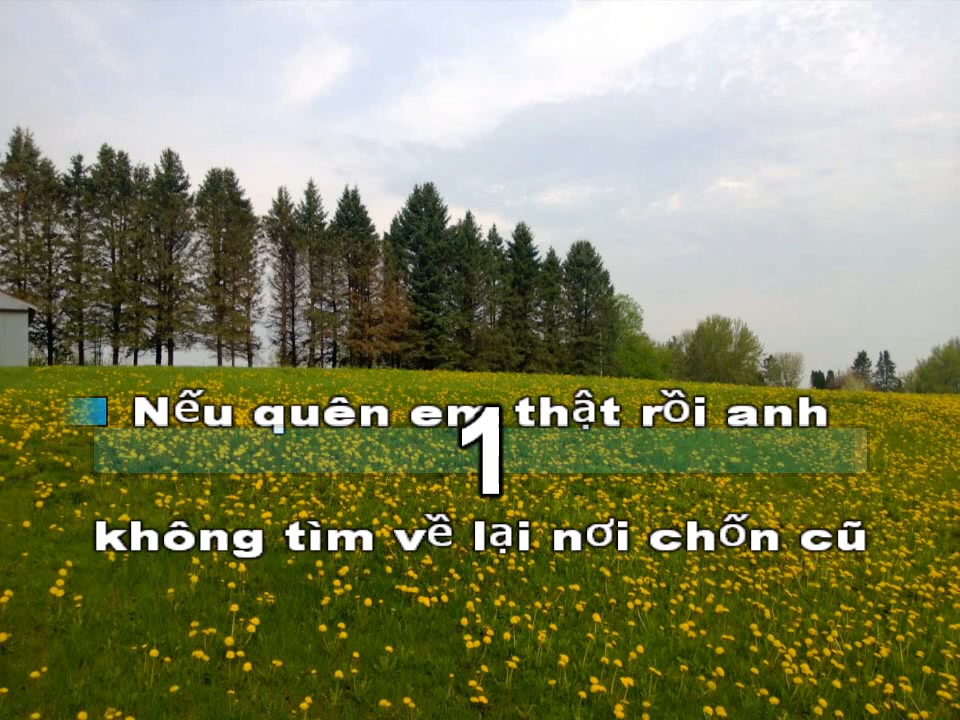 Nếu quên em thật rồi anh
1
không tìm về lại nơi chốn cũ